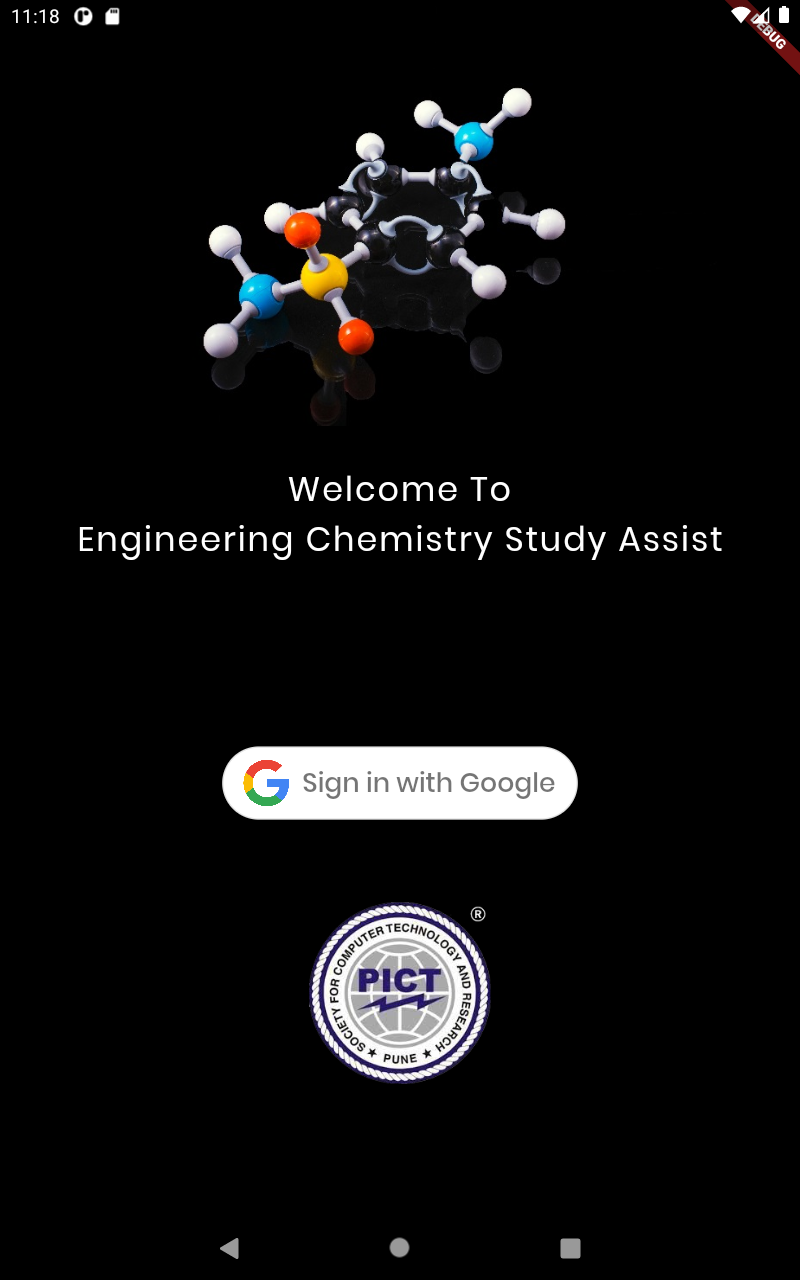 11:18
DEBUG
Welcome To
Engineering Chemistry Study Assist
Sign in with Google
®
SOCIETY FOR COMPUTER TECHNOLOGY AND RESEARCH
PICT
★ PUNE ★